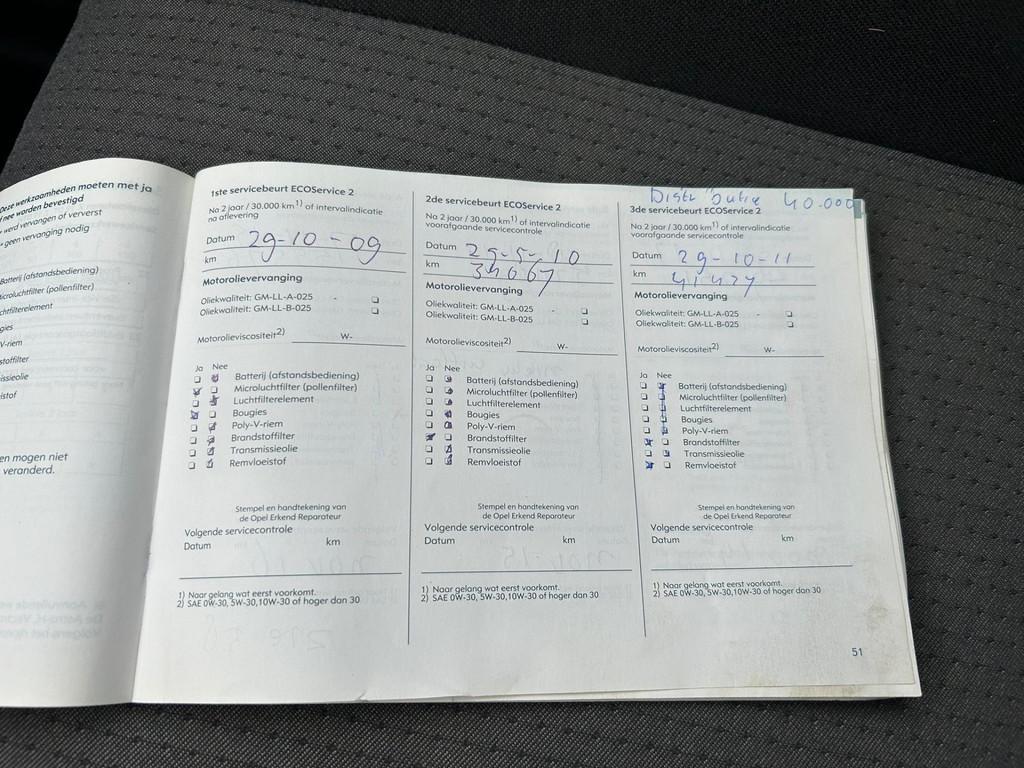 Deze werkzaamheden moeten met ja
/ nee worden bevestigd
werd vervangen of ververst
geen vervanging nodig
Batterij (afstandsbediening)
icroluchtfilter (pollenfilter)
chtfilterelement
gies
V-riem
stoffilter
issieolie
istof
en mogen niet
veranderd.
1ste servicebeurt ECOService 2
Na 2 jaar / 30.000 km1) of intervalindicatie
na aflevering
Datum 29-10-09
km
Motorolievervanging
Oliekwaliteit: GM-LL-A-025 -
Oliekwaliteit: GM-LL-B-025
Motorolieviscositeit2) W-
Ja Nee
Batterij (afstandsbediening)
Microluchtfilter (pollenfilter)
Luchtfilterelement
Bougies
Poly-V-riem
Brandstoffilter
Transmissieolie
Remvloeistof
Stempel en handtekening van
de Opel Erkend Reparateur
Volgende servicecontrole
Datum km
1) Naar gelang wat eerst voorkomt.
2) SAE 0W-30, 5W-30,10W-30 of hoger dan 30
2de servicebeurt ECOService 2
Na 2 jaar / 30.000 km1) of intervalindicatie
voorafgaande servicecontrole
Datum 25-5-10
km 34067
Motorolievervanging
Oliekwaliteit: GM-LL-A-025 -
Oliekwaliteit: GM-LL-B-025
Motorolieviscositeit2) W-
Ja Nee
Batterij (afstandsbediening)
Microluchtfilter (pollenfilter)
Luchtfilterelement
Bougies
Poly-V-riem
Brandstoffilter
Transmissieolie
Remvloeistof
Stempel en handtekening van
de Opel Erkend Reparateur
Volgende servicecontrole
Datum km
1) Naar gelang wat eerst voorkomt.
2) SAE 0W-30, 5W-30,10W-30 of hoger dan 30
Distributie 40.000
3de servicebeurt ECOService 2
Na 2 jaar / 30.000 km1) of intervalindicatie
voorafgaande servicecontrole
Datum 29-10-11
km 41427
Motorolievervanging
Oliekwaliteit: GM-LL-A-025 -
Oliekwaliteit: GM-LL-B-025
Motorolieviscositeit2) W-
Ja Nee
Batterij (afstandsbediening)
Microluchtfilter (pollenfilter)
Luchtfilterelement
Bougies
Poly-V-riem
Brandstoffilter
Transmissieolie
Remvloeistof
Stempel en handtekening van
de Opel Erkend Reparateur
Volgende servicecontrole
Datum km
1) Naar gelang wat eerst voorkomt.
2) SAE 0W-30, 5W-30,10W-30 of hoger dan 30
51